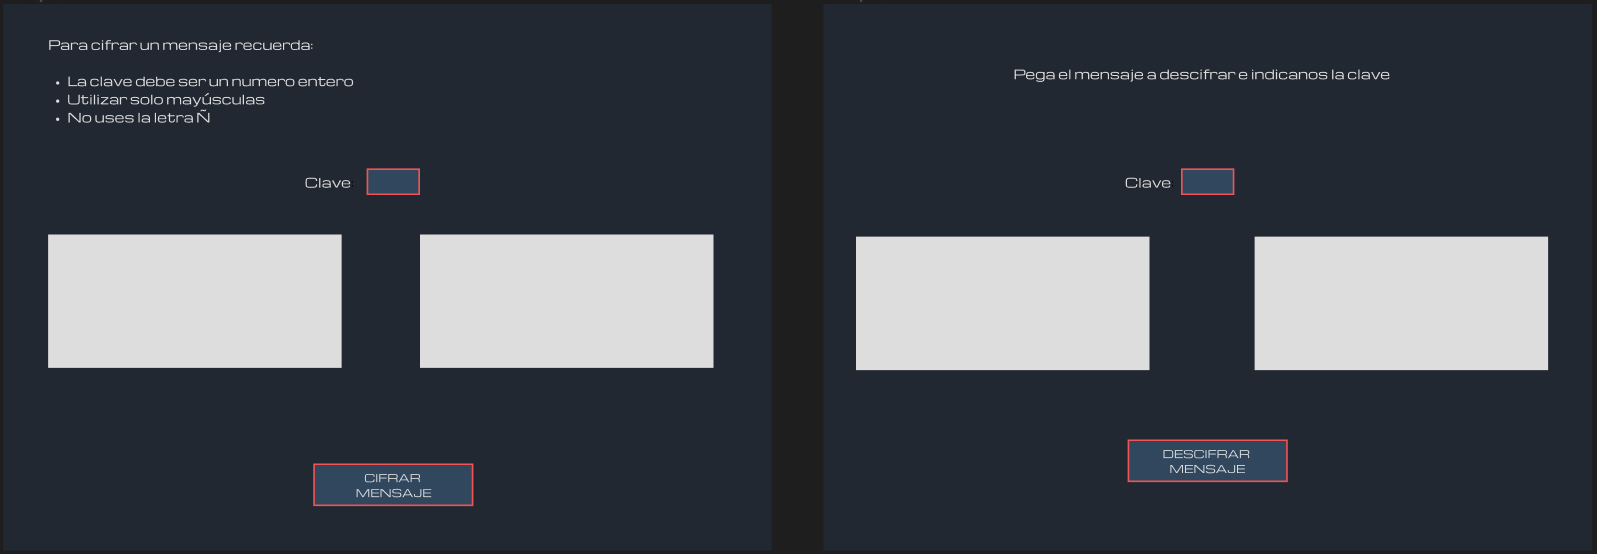 Para cifrar un mensaje recuerda:
• La clave debe ser un numero entero
• Utilizar solo mayúsculas
• No uses la letra Ñ
Clave:
CIFRAR
MENSAJE
Pega el mensaje a descifrar e indicanos la clave
Clave
DESCIFRAR
MENSAJE